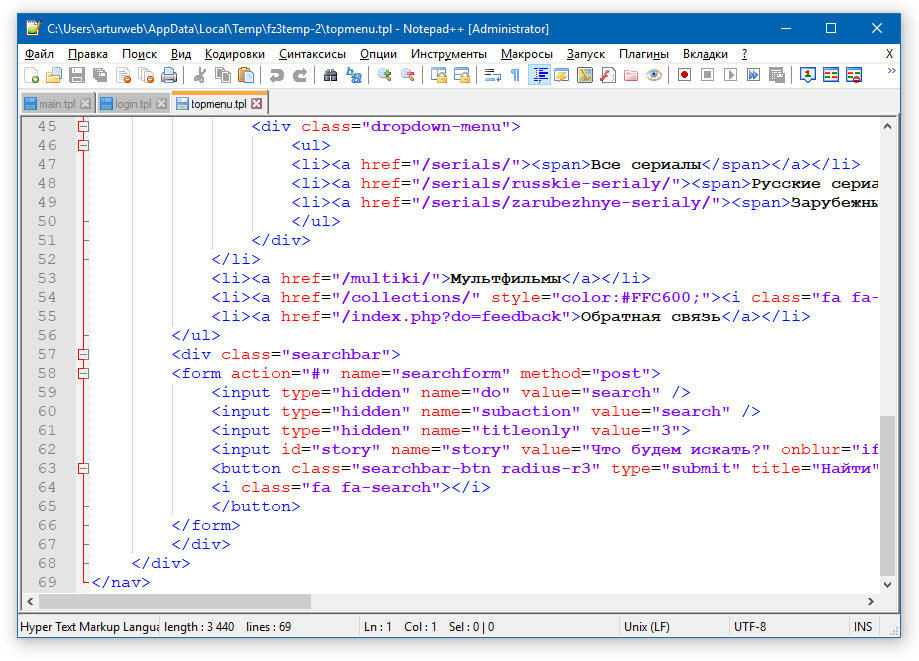 C:\Users\arturweb\AppData\Local\Temp\fz3temp-2\topmenu.tpl - Notepad++ [Administrator]
Файл Правка Поиск Вид Кодировки Синтаксисы Опции Инструменты Макросы Запуск Плагины Вкладки ? X
main.tpl login.tpl topmenu.tpl
45 <div class="dropdown-menu">
46 <ul>
47 <li><a href="/serials/"><span>Все сериалы</span></a></li>
48 <li><a href="/serials/russkie-serialy/"><span>Русские сериа
49 <li><a href="/serials/zarubezhnye-serialy/"><span>Зарубежны
50 </ul>
51 </div>
52 </li>
53 <li><a href="/multiki/">Мультфильмы</a></li>
54 <li><a href="/collections/" style="color:#FFC600;"><i class="fa fa-
55 <li><a href="/index.php?do=feedback">Обратная связь</a></li>
56 </ul>
57 <div class="searchbar">
58 <form action="#" name="searchform" method="post">
59 <input type="hidden" name="do" value="search" />
60 <input type="hidden" name="subaction" value="search" />
61 <input type="hidden" name="titleonly" value="3">
62 <input id="story" name="story" value="Что будем искать?" onblur="if
63 <button class="searchbar-btn radius-r3" type="submit" title="Найти"
64 <i class="fa fa-search"></i>
65 </button>
66 </form>
67 </div>
68 </div>
69 </nav>
Hyper Text Markup Langua length : 3 440 lines : 69 Ln : 1 Col : 1 Sel : 0 | 0 Unix (LF) UTF-8 INS